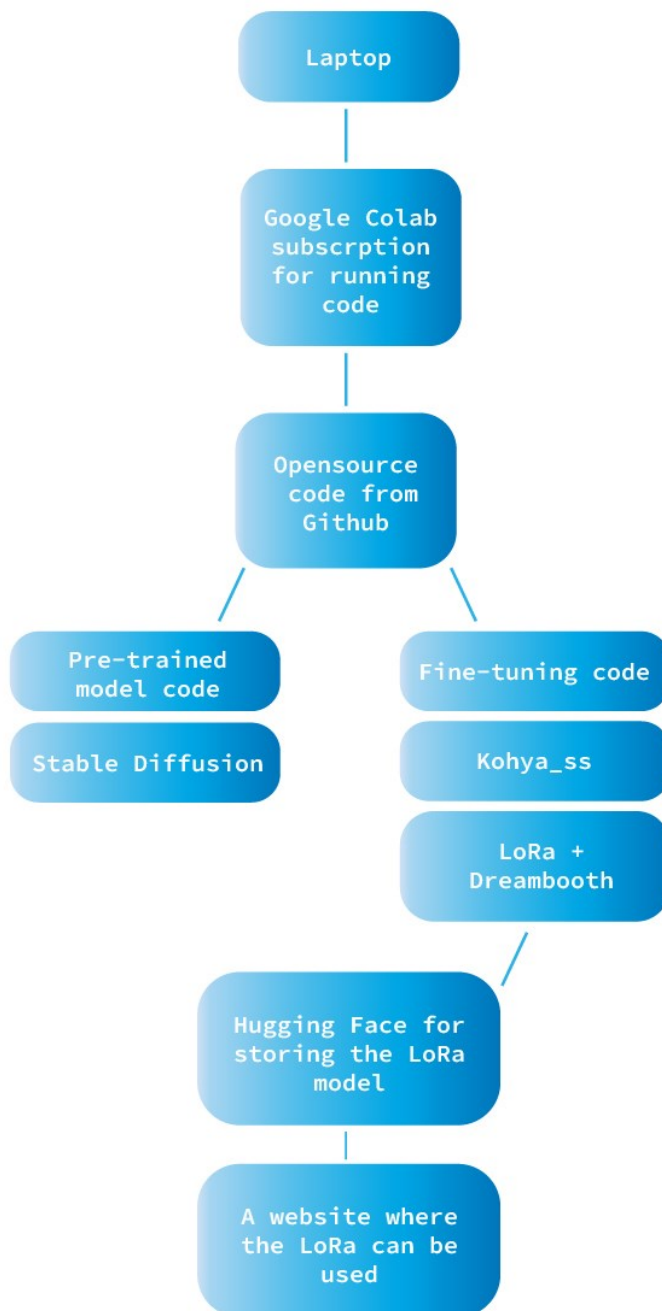 Laptop
Google Colab
subscrption
for running
code
Opensource
code from
Github
Pre-trained
model code
Stable Diffusion
Fine-tuning code
Kohya_ss
LoRa +
Dreambooth
Hugging Face for
storing the LoRa
model
A website where
the LoRa can be
used